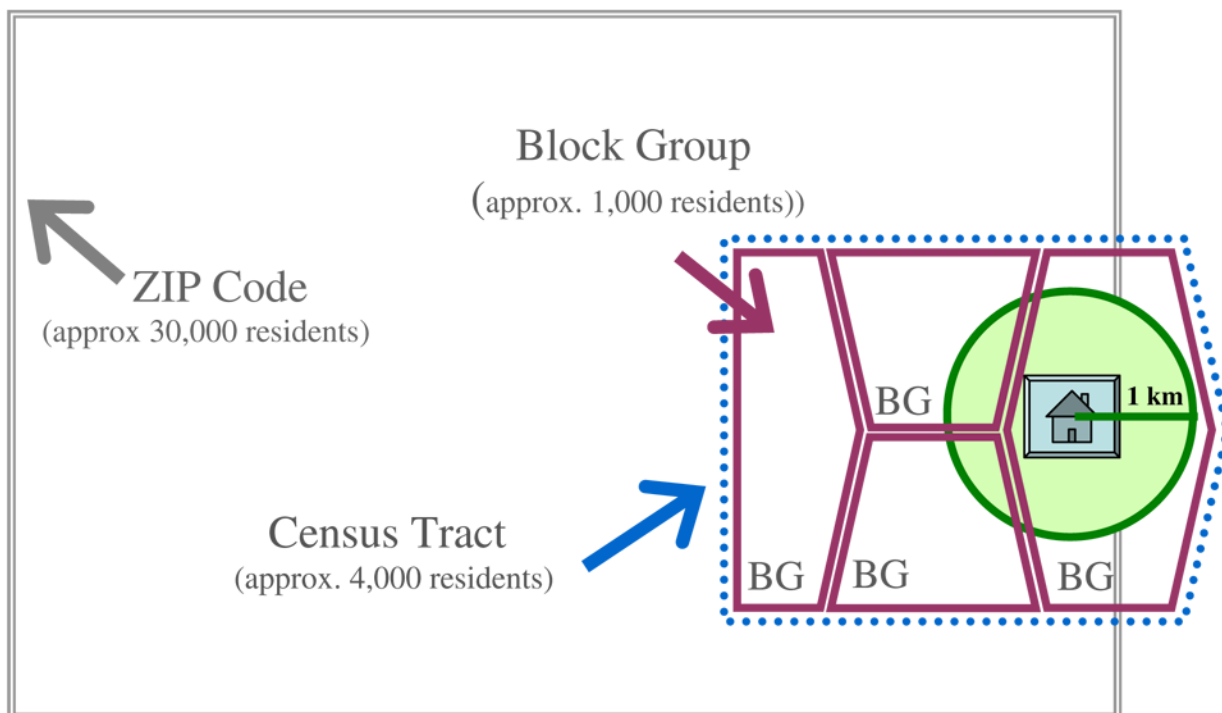 Block Group
(approx. 1,000 residents))
ZIP Code
(approx 30,000 residents)
BG
1 km
Census Tract
(approx. 4,000 residents)
BG
BG
BG